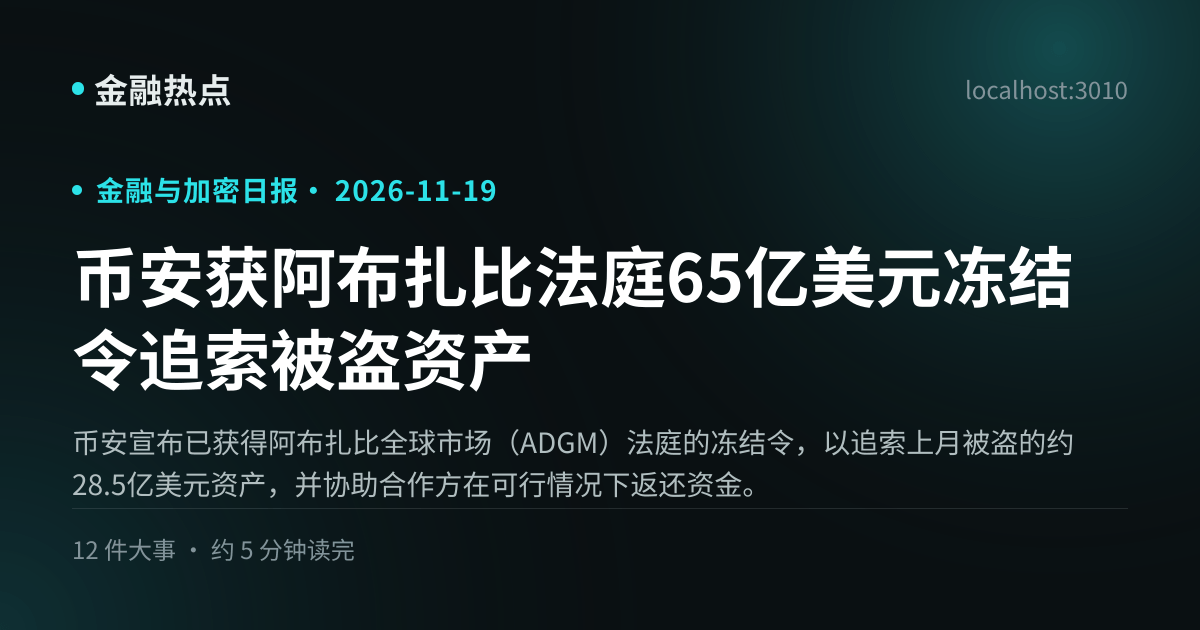 金融热点
localhost:3010
金融与加密日报· 2026-11-19
币安获阿布扎比法庭65亿美元冻结
令追索被盗资产
币安宣布已获得阿布扎比全球市场（ADGM）法庭的冻结令，以追索上月被盗的约
28.5亿美元资产，并协助合作方在可行情况下返还资金。
12 件大事 · 约 5 分钟读完